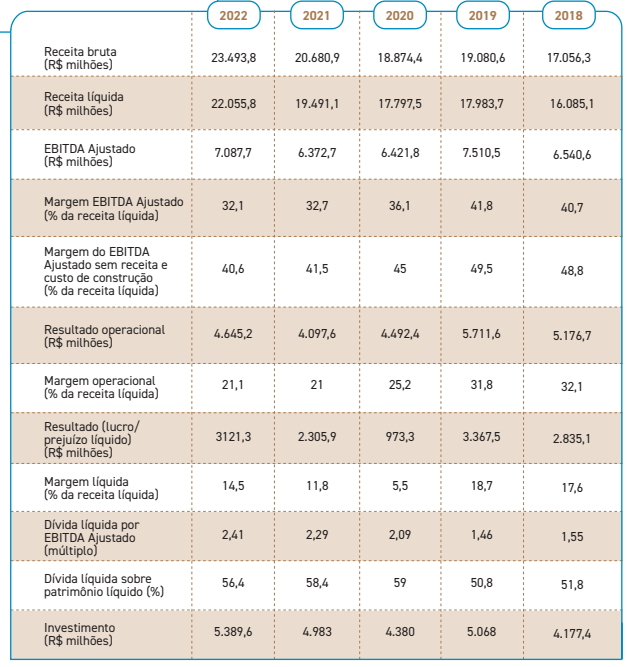 2022 2021 2020 2019 2018
Receita bruta
(R$ milhões)
23.493,8 20.680,9 18.874,4 19.080,6 17.056,3
Receita líquida
(R$ milhões)
22.055,8 19.491,1 17.797,5 17.983,7 16.085,1
EBITDA Ajustado
(R$ milhões)
7.087,7 6.372,7 6.421,8 7.510,5 6.540,6
Margem EBITDA Ajustado
(% da receita líquida)
32,1 32,7 36,1 41,8 40,7
Margem do EBITDA
Ajustado sem receita e
custo de construção
(% da receita líquida)
40,6 41,5 45 49,5 48,8
Resultado operacional
(R$ milhões)
4.645,2 4.097,6 4.492,4 5.711,6 5.176,7
Margem operacional
(% da receita líquida)
21,1 21 25,2 31,8 32,1
Resultado (lucro/
prejuízo líquido)
(R$ milhões)
3121,3 2.305,9 973,3 3.367,5 2.835,1
Margem líquida
(% da receita líquida)
14,5 11,8 5,5 18,7 17,6
Dívida líquida por
EBITDA Ajustado
(múltiplo)
2,41 2,29 2,09 1,46 1,55
Dívida líquida sobre
patrimônio líquido (%)
56,4 58,4 59 50,8 51,8
Investimento
(R$ milhões)
5.389,6 4.983 4.380 5.068 4.177,4